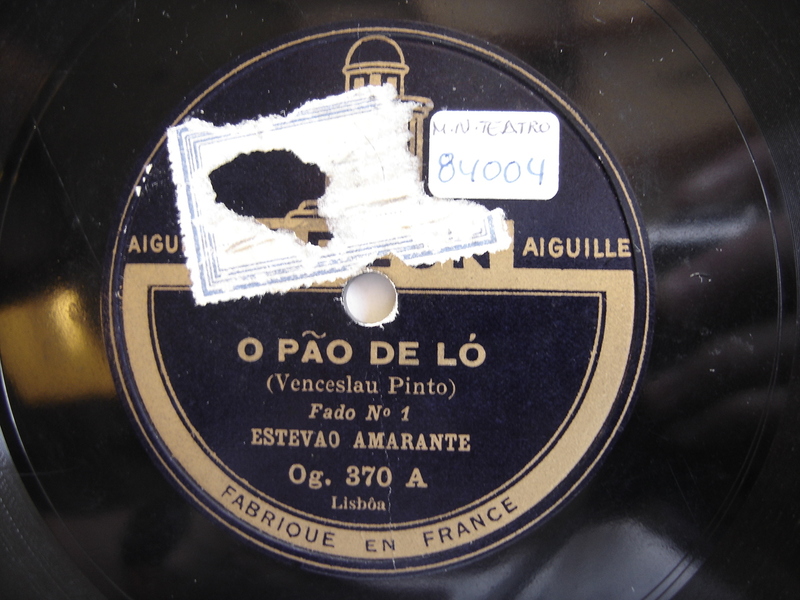 M.N.TEATRO
84004
AIGUILLE
O PÃO DE LÓ
(Venceslau Pinto)
Fado Nº 1
ESTEVAO AMARANTE
Og. 370 A
Lisbôa
FABRIQUE EN FRANCE